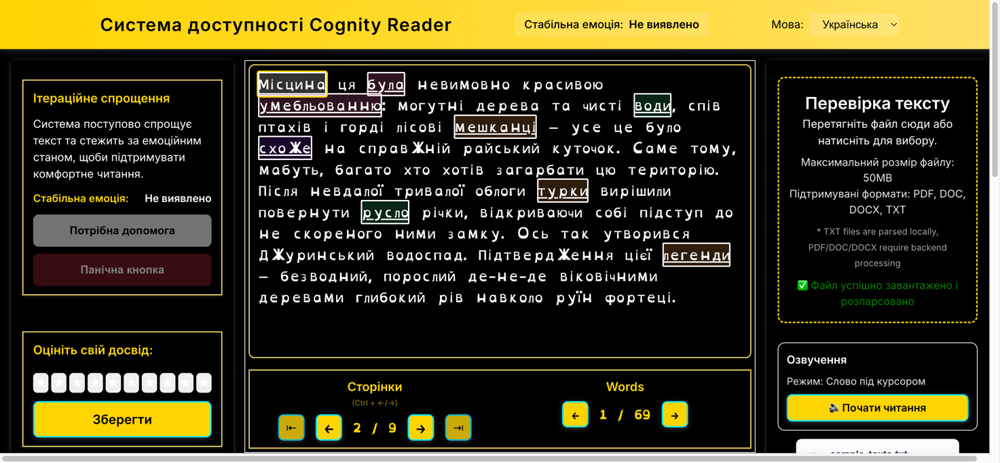 Система доступності Cognity Reader
Стабільна емоція: Не виявлено
Мова: Українська
Ітераційне спрощення
Система поступово спрощує
текст та стежить за емоційним
станом, щоби підтримувати
комфортне читання.
Стабільна емоція: Не виявлено
Потрібна допомога
Панічна кнопка
Оцініть свій досвід:
Зберегти
Місцина ця була невимовно красивою
умебльованню: могутні дерева та чисті води, спів
птахів і горді лісові мешканці – усе це було
схоЖе на справЖній райський куточок. Саме тому,
мабуть, багато хто хотів загарбати цю територію.
Після невдалої тривалої облоги турки вирішили
повернути русло річки, відкриваючи собі підступ до
не скореного ними замку. Ось так утворився
ДЖуринський водоспад. ПідтвердЖення цієї легенди
– безводний, порослий де-не-де віковічними
деревами глибокий рів навколо руїн фортеці.
Сторінки
(Ctrl + ←/→)
⇤ ← 2 / 9 → ⇥
Words
← 1 / 69 →
Перевірка тексту
Перетягніть файл сюди або
натисніть для вибору.
Максимальний розмір файлу:
50MB
Підтримувані формати: PDF, DOC,
DOCX, TXT
* TXT files are parsed locally,
PDF/DOC/DOCX require backend
processing
✅ Файл успішно завантажено і
розпарсовано
Озвучення
Режим: Слово під курсором
🔊 Почати читання